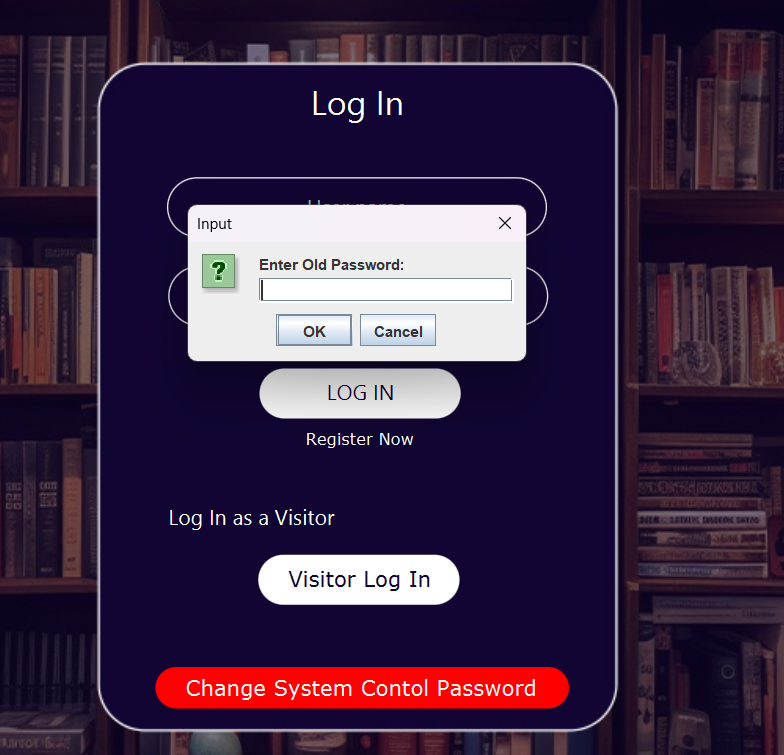 Log In
Input
Enter Old Password:
OK
Cancel
LOG IN
Register Now
Log In as a Visitor
Visitor Log In
Change System Contol Password